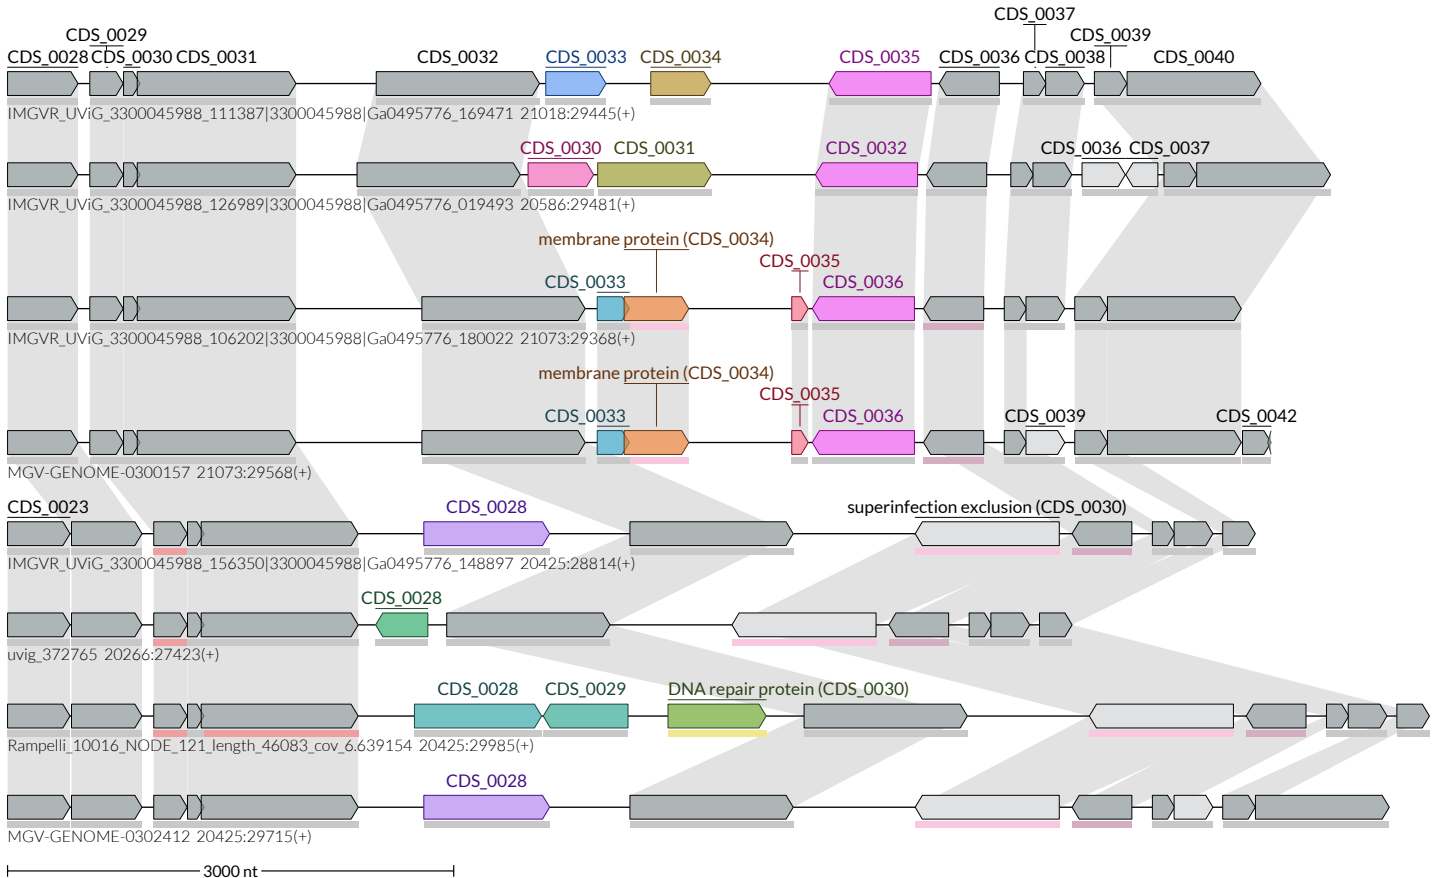 CDS_0037
CDS_0029 CDS_0039
CDS_0028 CDS_0030 CDS_0031 CDS_0032 CDS_0033 CDS_0034 CDS_0035 CDS_0036 CDS_0038 CDS_0040
IMGVR_UViG_3300045988_111387|3300045988|Ga0495776_169471 21018:29445(+)
CDS_0030 CDS_0031 CDS_0032 CDS_0036 CDS_0037
IMGVR_UViG_3300045988_126989|3300045988|Ga0495776_019493 20586:29481(+)
membrane protein (CDS_0034)
CDS_0035
CDS_0033 CDS_0036
IMGVR_UViG_3300045988_106202|3300045988|Ga0495776_180022 21073:29368(+)
membrane protein (CDS_0034)
CDS_0035
CDS_0033 CDS_0036 CDS_0039 CDS_0042
MGV-GENOME-0300157 21073:29568(+)
CDS_0023 CDS_0028 superinfection exclusion (CDS_0030)
IMGVR_UViG_3300045988_156350|3300045988|Ga0495776_148897 20425:28814(+)
CDS_0028
uvig_372765 20266:27423(+)
CDS_0028 CDS_0029 DNA repair protein (CDS_0030)
Rampelli_10016_NODE_121_length_46083_cov_6.639154 20425:29985(+)
CDS_0028
MGV-GENOME-0302412 20425:29715(+)
3000 nt